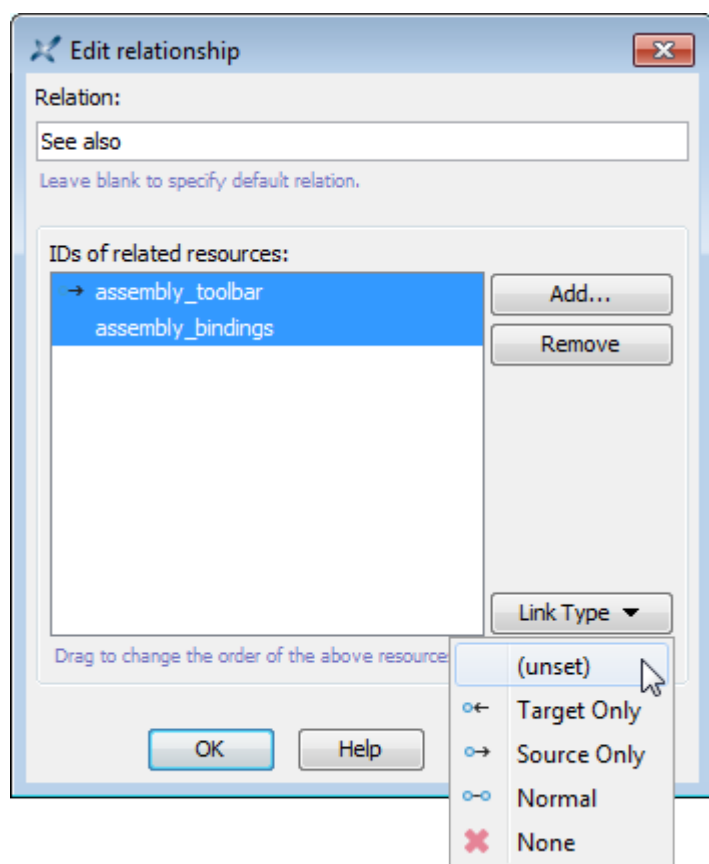 Edit relationship
Relation:
See also
Leave blank to specify default relation.
IDs of related resources:
assembly_toolbar
assembly_bindings
Add...
Remove
Link Type
Drag to change the order of the above resource
(unset)
Target Only
Source Only
Normal
None
OK
Help